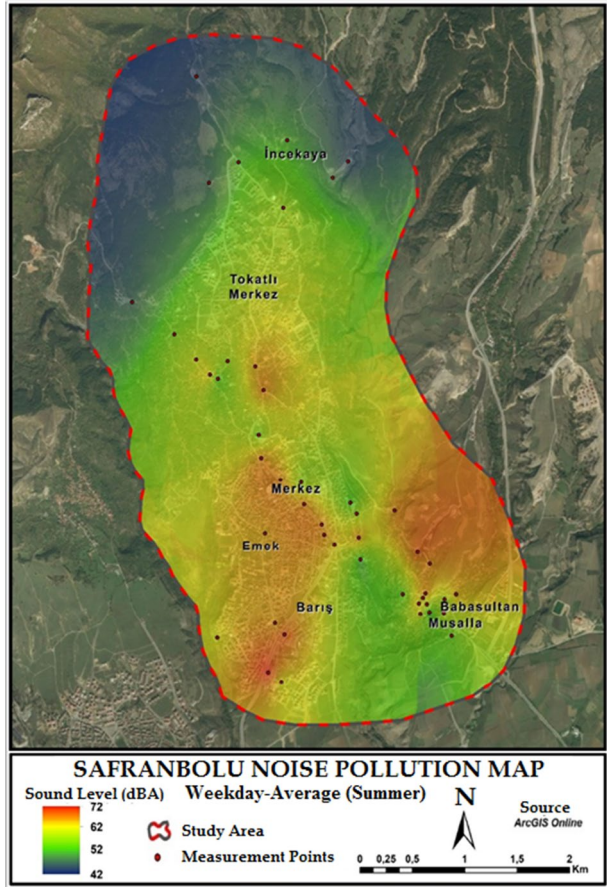 İncekaya
Tokatlı
Merkez
Merkez
Emek
Barış
Babasultan
Musalla
SAFRANBOLU NOISE POLLUTION MAP
Sound Level (dBA)
Weekday-Average (Summer)
N
Source
ArcGIS Online
72
62
52
42
Study Area
Measurement Points
0 0,25 0,5 1 1,5 2
Km